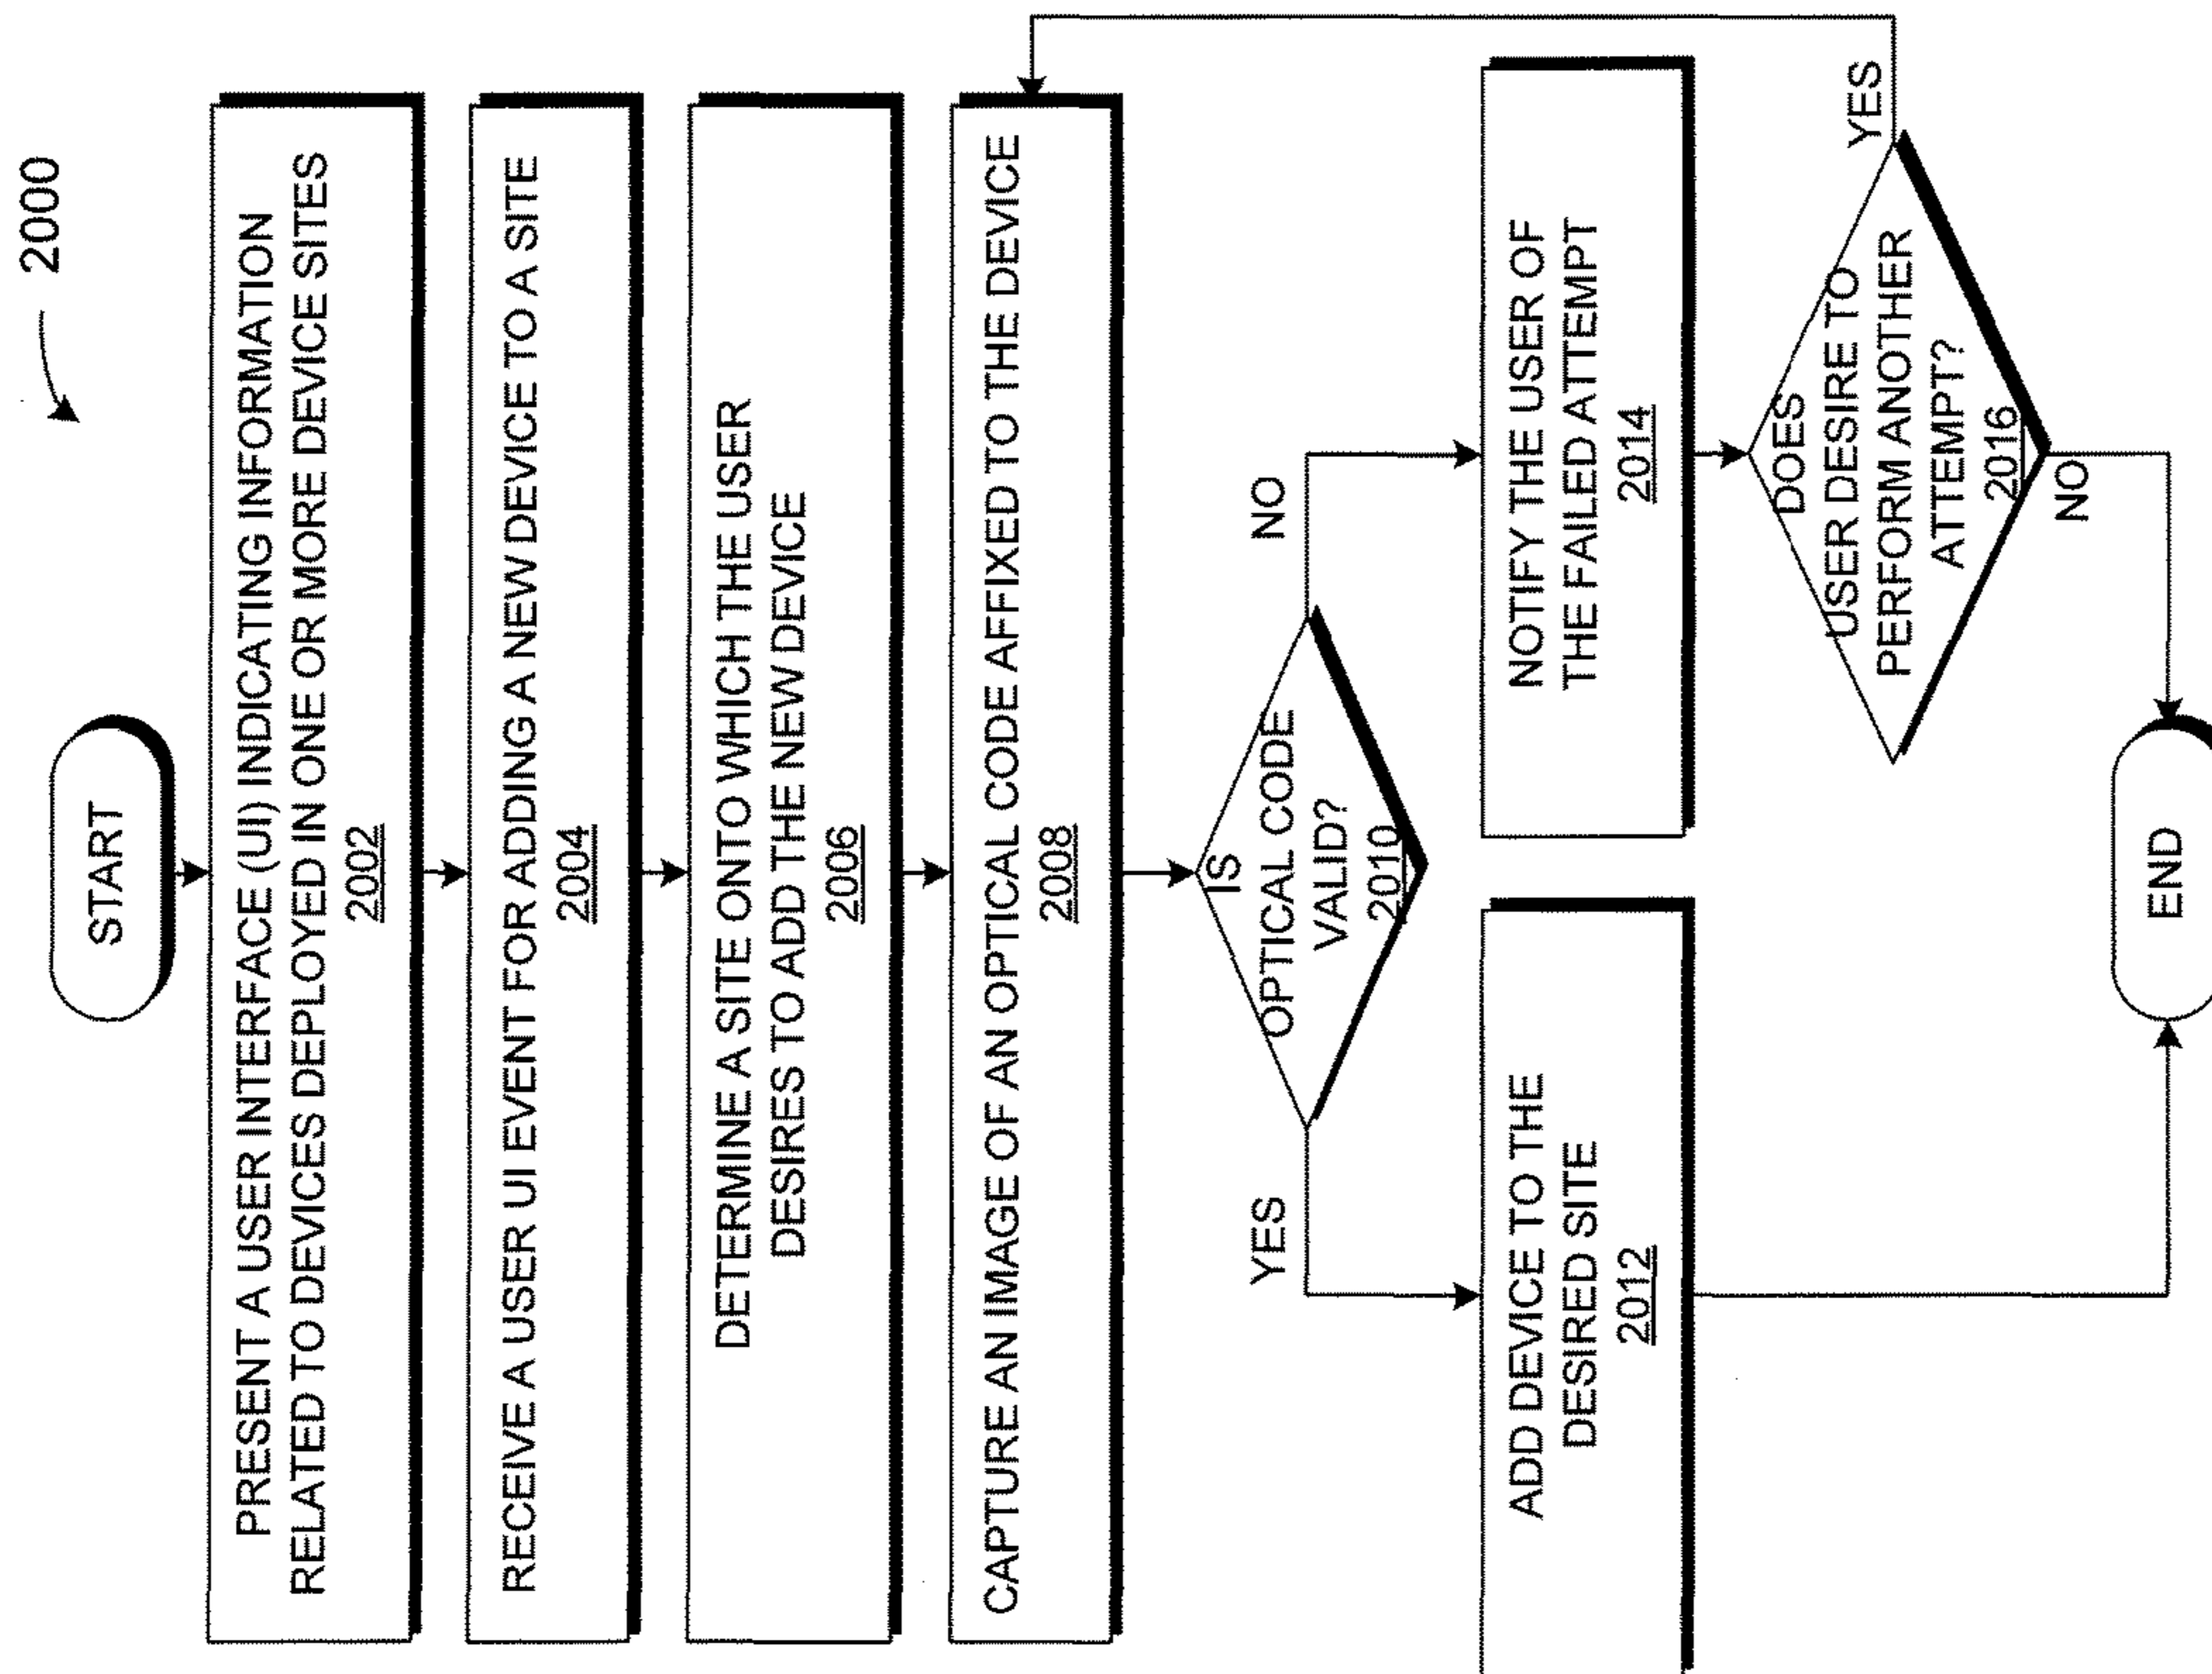 2000
START
PRESENT A USER INTERFACE (UI) INDICATING INFORMATION
RELATED TO DEVICES DEPLOYED IN ONE OR MORE DEVICE SITES
2002
RECEIVE A USER UI EVENT FOR ADDING A NEW DEVICE TO A SITE
2004
DETERMINE A SITE ONTO WHICH THE USER
DESIRES TO ADD THE NEW DEVICE
2006
CAPTURE AN IMAGE OF AN OPTICAL CODE AFFIXED TO THE DEVICE
2008
IS
OPTICAL CODE
VALID?
2010
YES
NO
ADD DEVICE TO THE
DESIRED SITE
2012
NOTIFY THE USER OF
THE FAILED ATTEMPT
2014
DOES
USER DESIRE TO
PERFORM ANOTHER
ATTEMPT?
2016
YES
NO
END